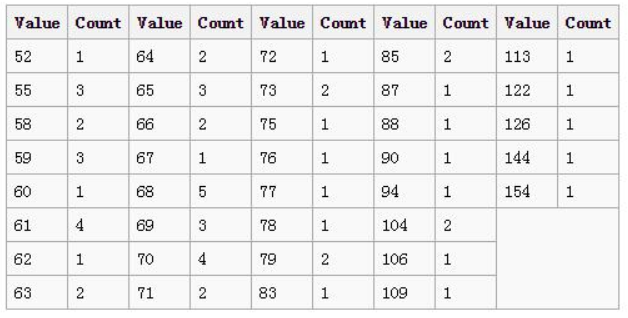 Value Count Value Count Value Count Value Count Value Count
52 1 64 2 72 1 85 2 113 1
55 3 65 3 73 2 87 1 122 1
58 2 66 2 75 1 88 1 126 1
59 3 67 1 76 1 90 1 144 1
60 1 68 5 77 1 94 1 154 1
61 4 69 3 78 1 104 2
62 1 70 4 79 2 106 1
63 2 71 2 83 1 109 1